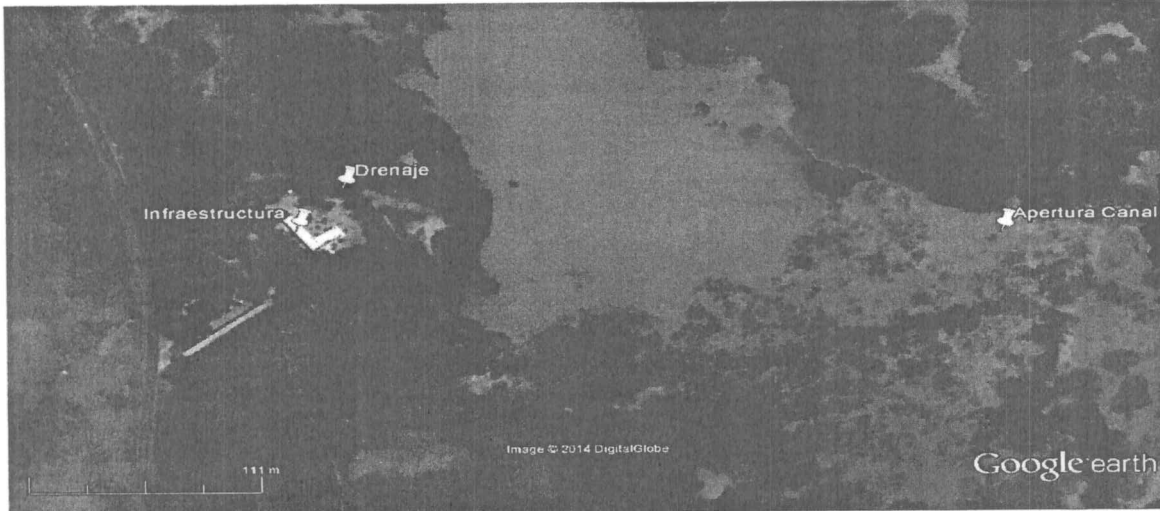 Drenaje
Infraestructura
Apertura Canal
Image © 2014 DigitalGlobe
111 m
Google earth